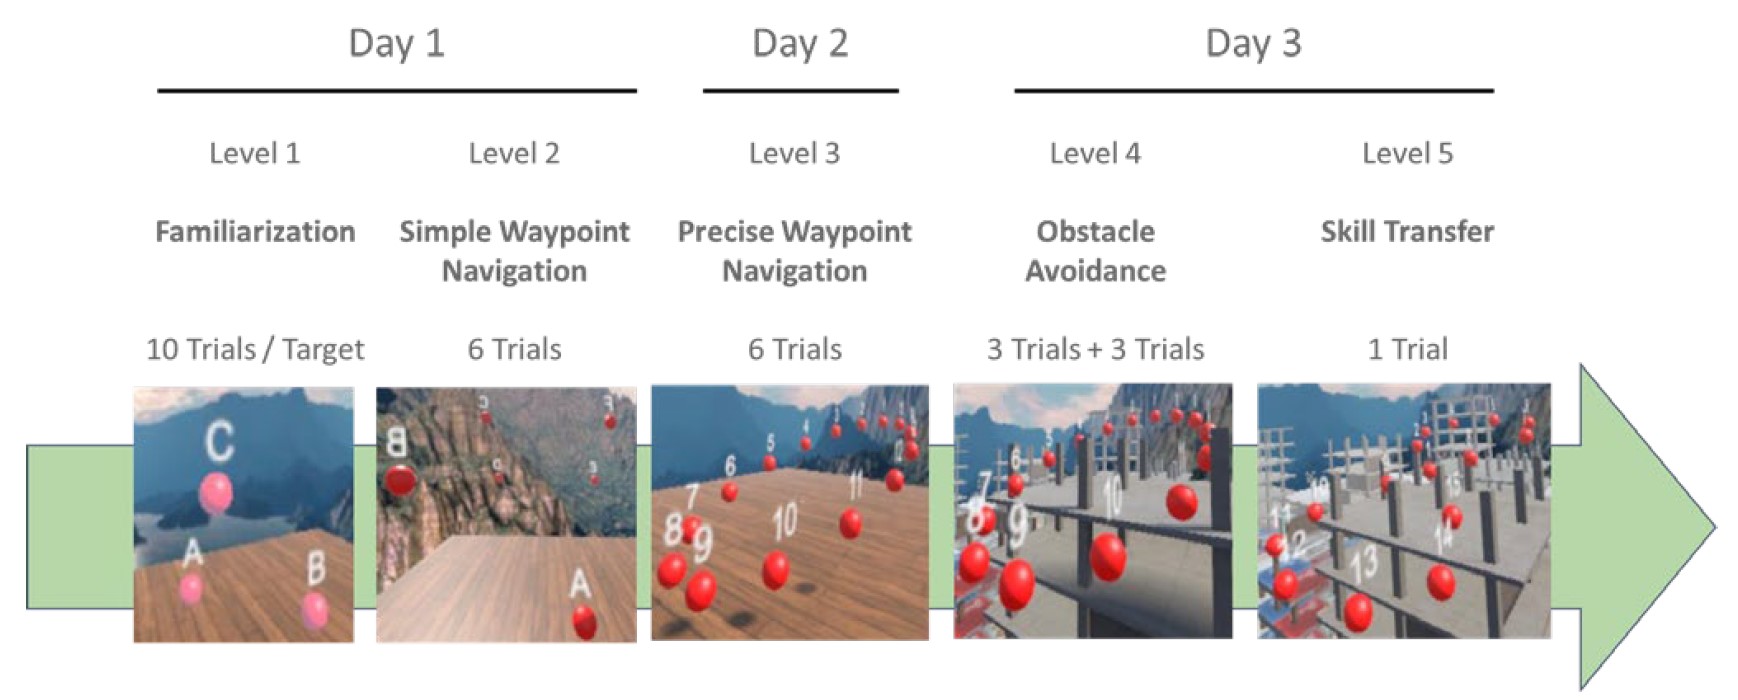 Day 1
Day 2
Day 3
Level 1
Level 2
Level 3
Level 4
Level 5
Familiarization
Simple Waypoint
Navigation
Precise Waypoint
Navigation
Obstacle
Avoidance
Skill Transfer
10 Trials / Target
6 Trials
6 Trials
3 Trials + 3 Trials
1 Trial
C
A
B
B
A
4
5
6
7
8
9
10
11
6
7
8
9
10
11
12
13
14